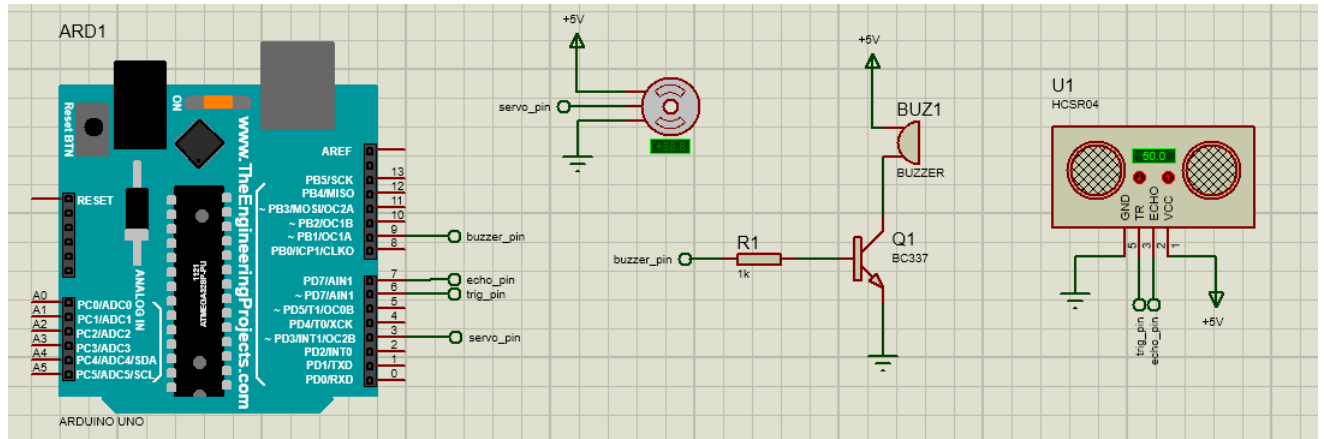 ARD1
Reset BTN
ON
www.TheEngineeringProjects.com
RESET
ANALOG IN
1121
ATMEGA328P-PU
A0 PC0/ADC0
A1 PC1/ADC1
A2 PC2/ADC2
A3 PC3/ADC3
A4 PC4/ADC4/SDA
A5 PC5/ADC5/SCL
AREF
PB5/SCK 13
PB4/MISO 12
~ PB3/MOSI/OC2A 11
~ PB2/OC1B 10
~ PB1/OC1A 9 buzzer_pin
PB0/ICP1/CLKO 8
PD7/AIN1 7 echo_pin
~ PD7/AIN1 6 trig_pin
~ PD5/T1/OC0B 5
PD4/T0/XCK 4
~ PD3/INT1/OC2B 3 servo_pin
PD2/INT0 2
PD1/TXD 1
PD0/RXD 0
ARDUINO UNO
+5V
servo_pin
+88.8
+5V
BUZ1
BUZZER
buzzer_pin
R1
1k
Q1
BC337
U1
HCSR04
50.0
GND
TR
ECHO
VCC
5 3 2 1
trig_pin
echo_pin
+5V